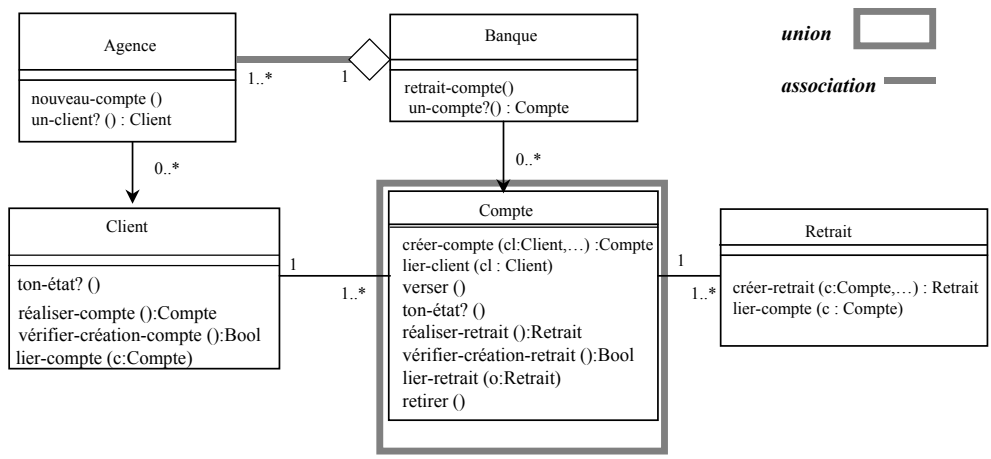 Agence
nouveau-compte ()
un-client? () : Client
1..*
1
Banque
retrait-compte()
un-compte?() : Compte
union
association
0..*
0..*
Client
ton-état? ()
réaliser-compte ():Compte
vérifier-création-compte ():Bool
lier-compte (c:Compte)
1
1..*
Compte
créer-compte (cl:Client,…) :Compte
lier-client (cl : Client)
verser ()
ton-état? ()
réaliser-retrait ():Retrait
vérifier-création-retrait ():Bool
lier-retrait (o:Retrait)
retirer ()
1
1..*
Retrait
créer-retrait (c:Compte,…) : Retrait
lier-compte (c : Compte)